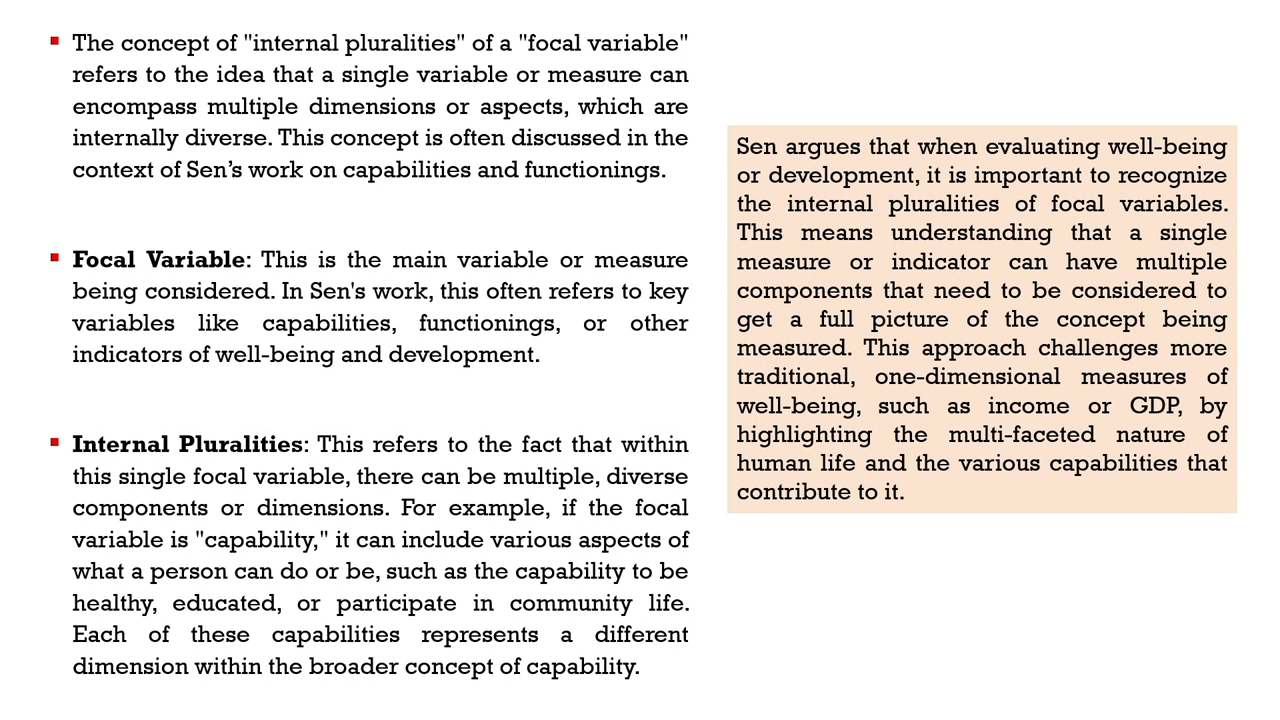 The concept of "internal pluralities" of a "focal variable"
refers to the idea that a single variable or measure can
encompass multiple dimensions or aspects, which are
internally diverse. This concept is often discussed in the
context of Sen’s work on capabilities and functionings.
Focal Variable: This is the main variable or measure
being considered. In Sen's work, this often refers to key
variables like capabilities, functionings, or other
indicators of well-being and development.
Internal Pluralities: This refers to the fact that within
this single focal variable, there can be multiple, diverse
components or dimensions. For example, if the focal
variable is "capability," it can include various aspects of
what a person can do or be, such as the capability to be
healthy, educated, or participate in community life.
Each of these capabilities represents a different
dimension within the broader concept of capability.
Sen argues that when evaluating well-being
or development, it is important to recognize
the internal pluralities of focal variables.
This means understanding that a single
measure or indicator can have multiple
components that need to be considered to
get a full picture of the concept being
measured. This approach challenges more
traditional, one-dimensional measures of
well-being, such as income or GDP, by
highlighting the multi-faceted nature of
human life and the various capabilities that
contribute to it.